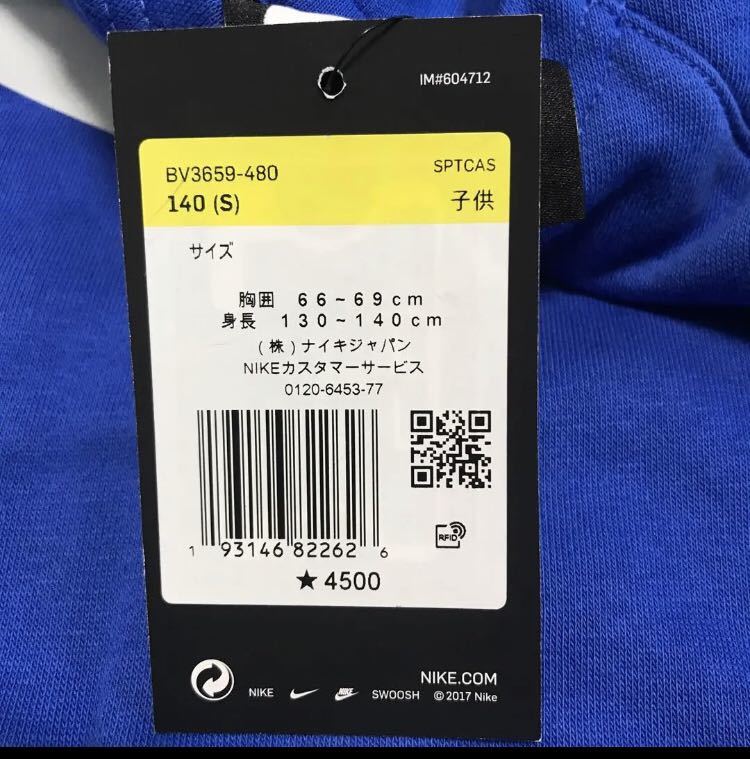 IM#604712
BV3659-480 SPTCAS
140 (S) 子供
サイズ
胸囲 66~69cm
身長 130~140cm
(株)ナイキジャパン
NIKEカスタマーサービス
0120-6453-77
RFID
1 93146 82262 6
★4500
NIKE.COM
NIKE NIKE SWOOSH ©2017 Nike